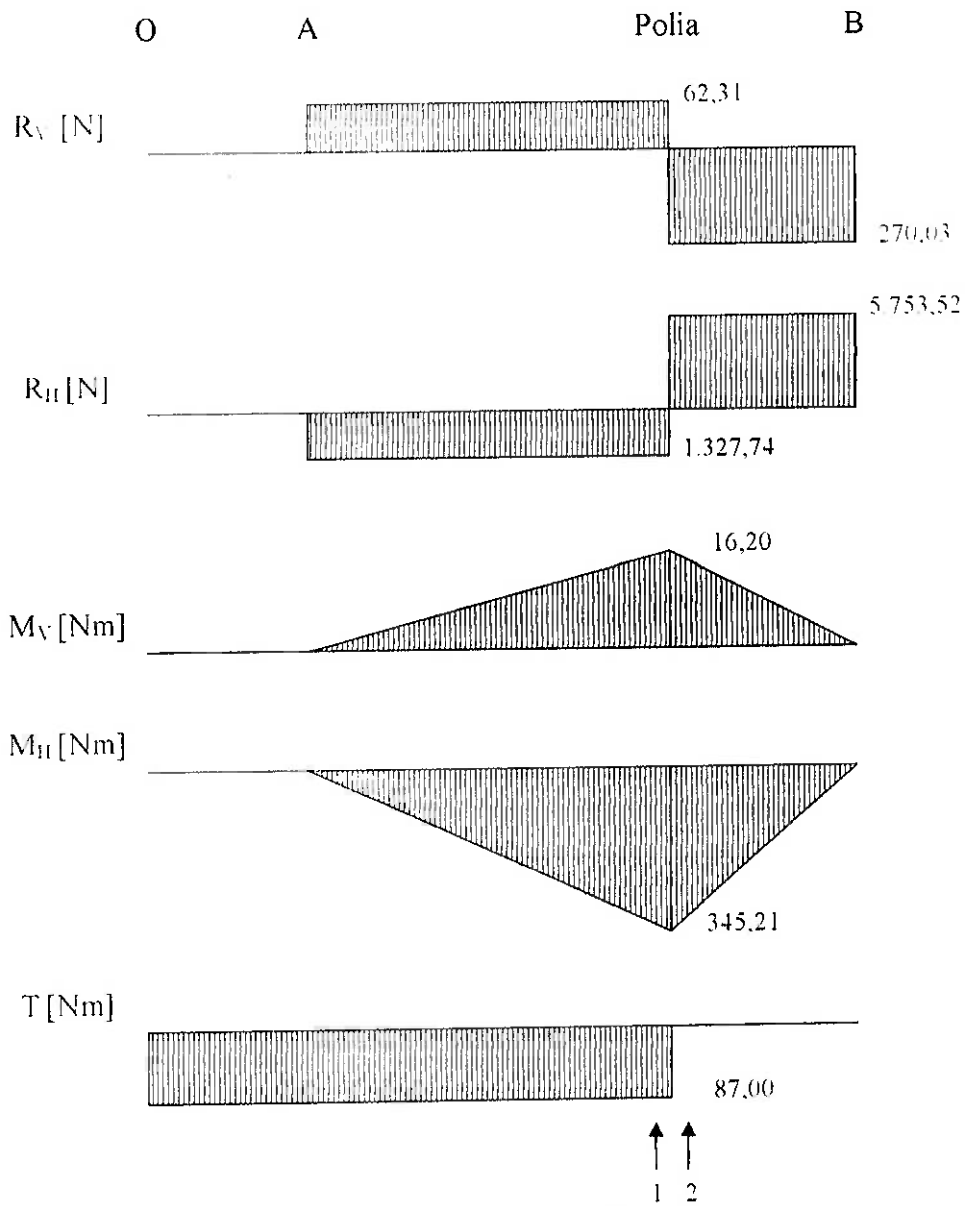 O A Polia B
62,31
R_V [N]
270,03
5.753,52
R_H [N]
1.327,74
16,20
M_V [Nm]
M_H [Nm]
345,21
T [Nm]
87,00
1 2